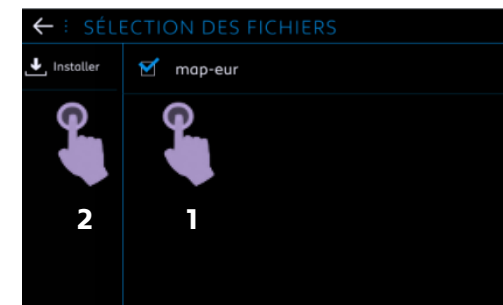 : SÉLECTION DES FICHIERS
Installer
map-eur
2
1